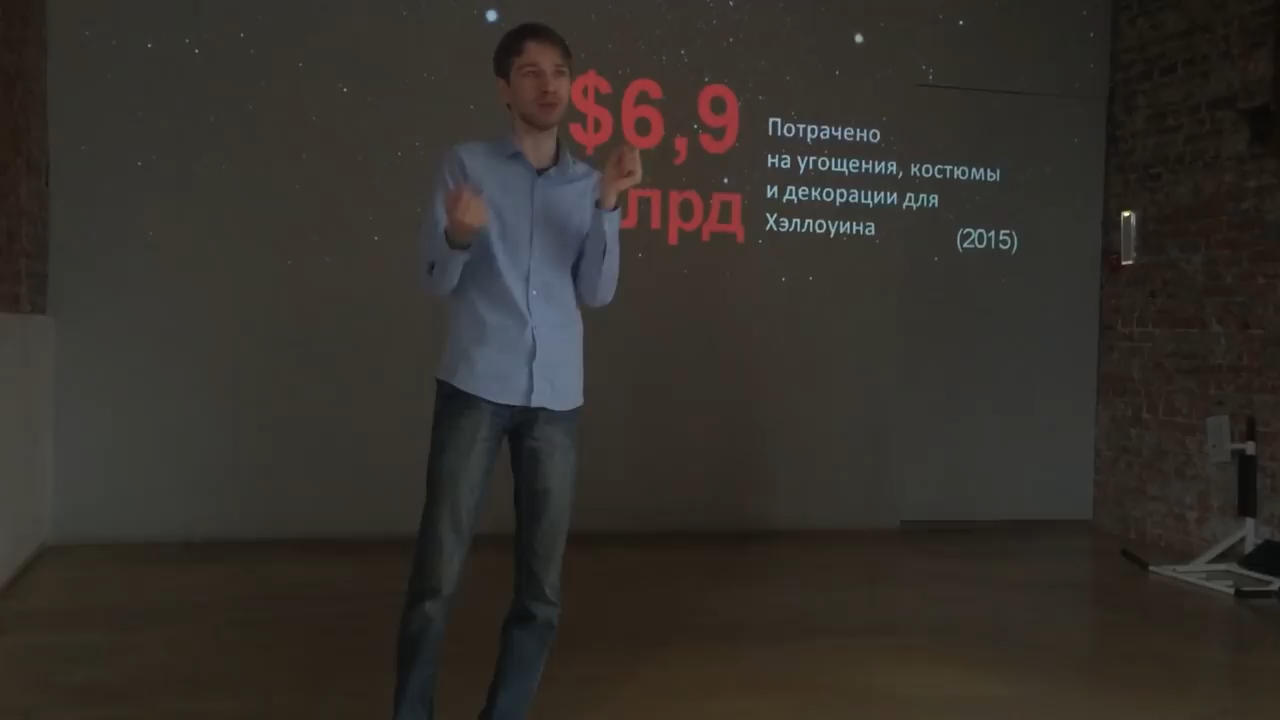 $6,9
лрд
Потрачено
на угощения, костюмы
и декорации для
Хэллоуина
(2015)